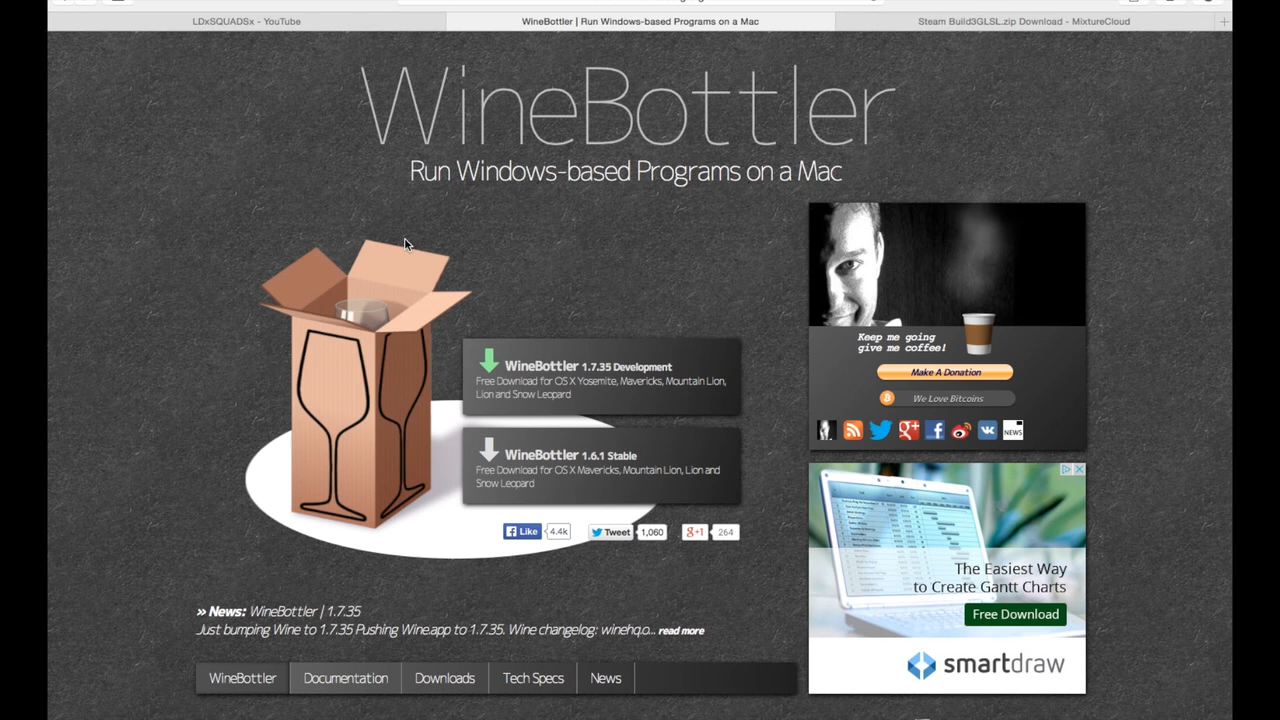 LDxSQUADSx - YouTube
WineBottler | Run Windows-based Programs on a Mac
Steam Build3GLSL.zip Download - MixtureCloud
WineBottler
Run Windows-based Programs on a Mac
WineBottler 1.7.35 Development
Free Download for OS X Yosemite, Mavericks, Mountain Lion,
Lion and Snow Leopard
WineBottler 1.6.1 Stable
Free Download for OS X Mavericks, Mountain Lion, Lion and
Snow Leopard
Like 4.4k Tweet 1,060 g+1 264
Keep me going
give me coffee!
Make A Donation
We Love Bitcoins
NEWS
The Easiest Way
to Create Gantt Charts
Free Download
smartdraw
» News: WineBottler | 1.7.35
Just bumping Wine to 1.7.35 Pushing Wine.app to 1.7.35. Wine changelog: winehq.o... read more
WineBottler Documentation Downloads Tech Specs News